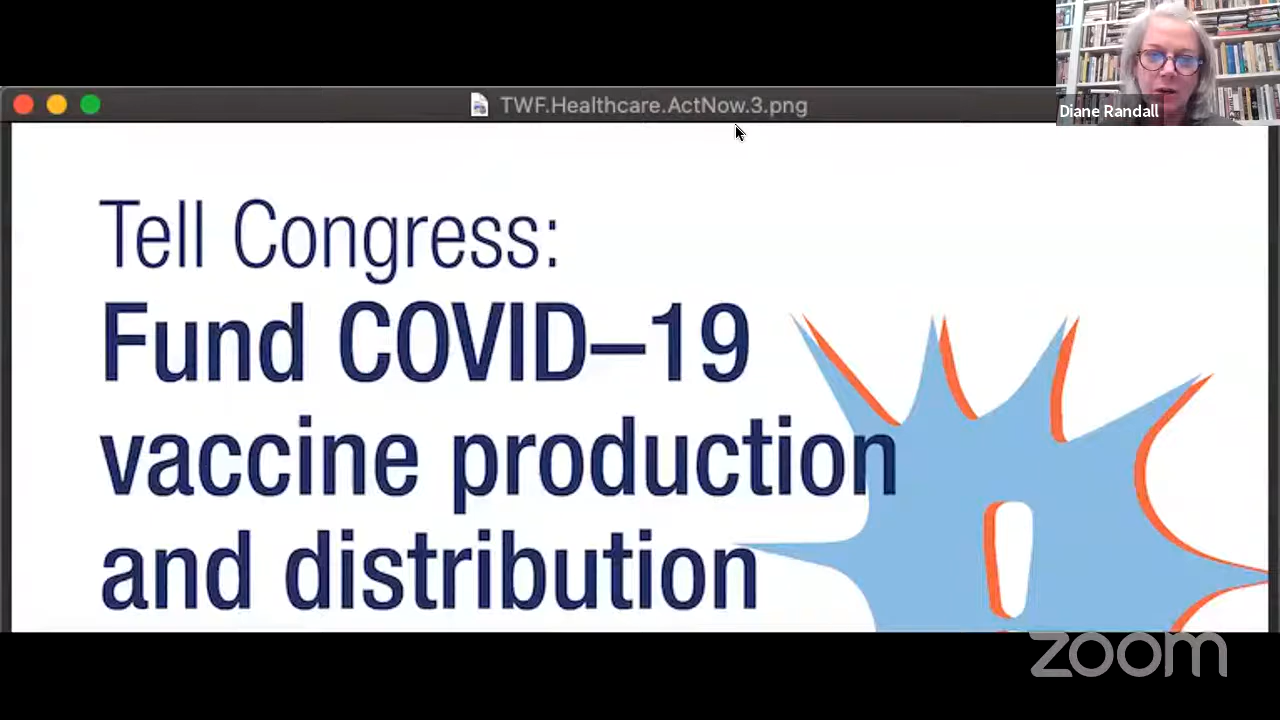 TWF.Healthcare.ActNow.3.png
Diane Randall
Tell Congress:
Fund COVID–19
vaccine production
and distribution
zoom